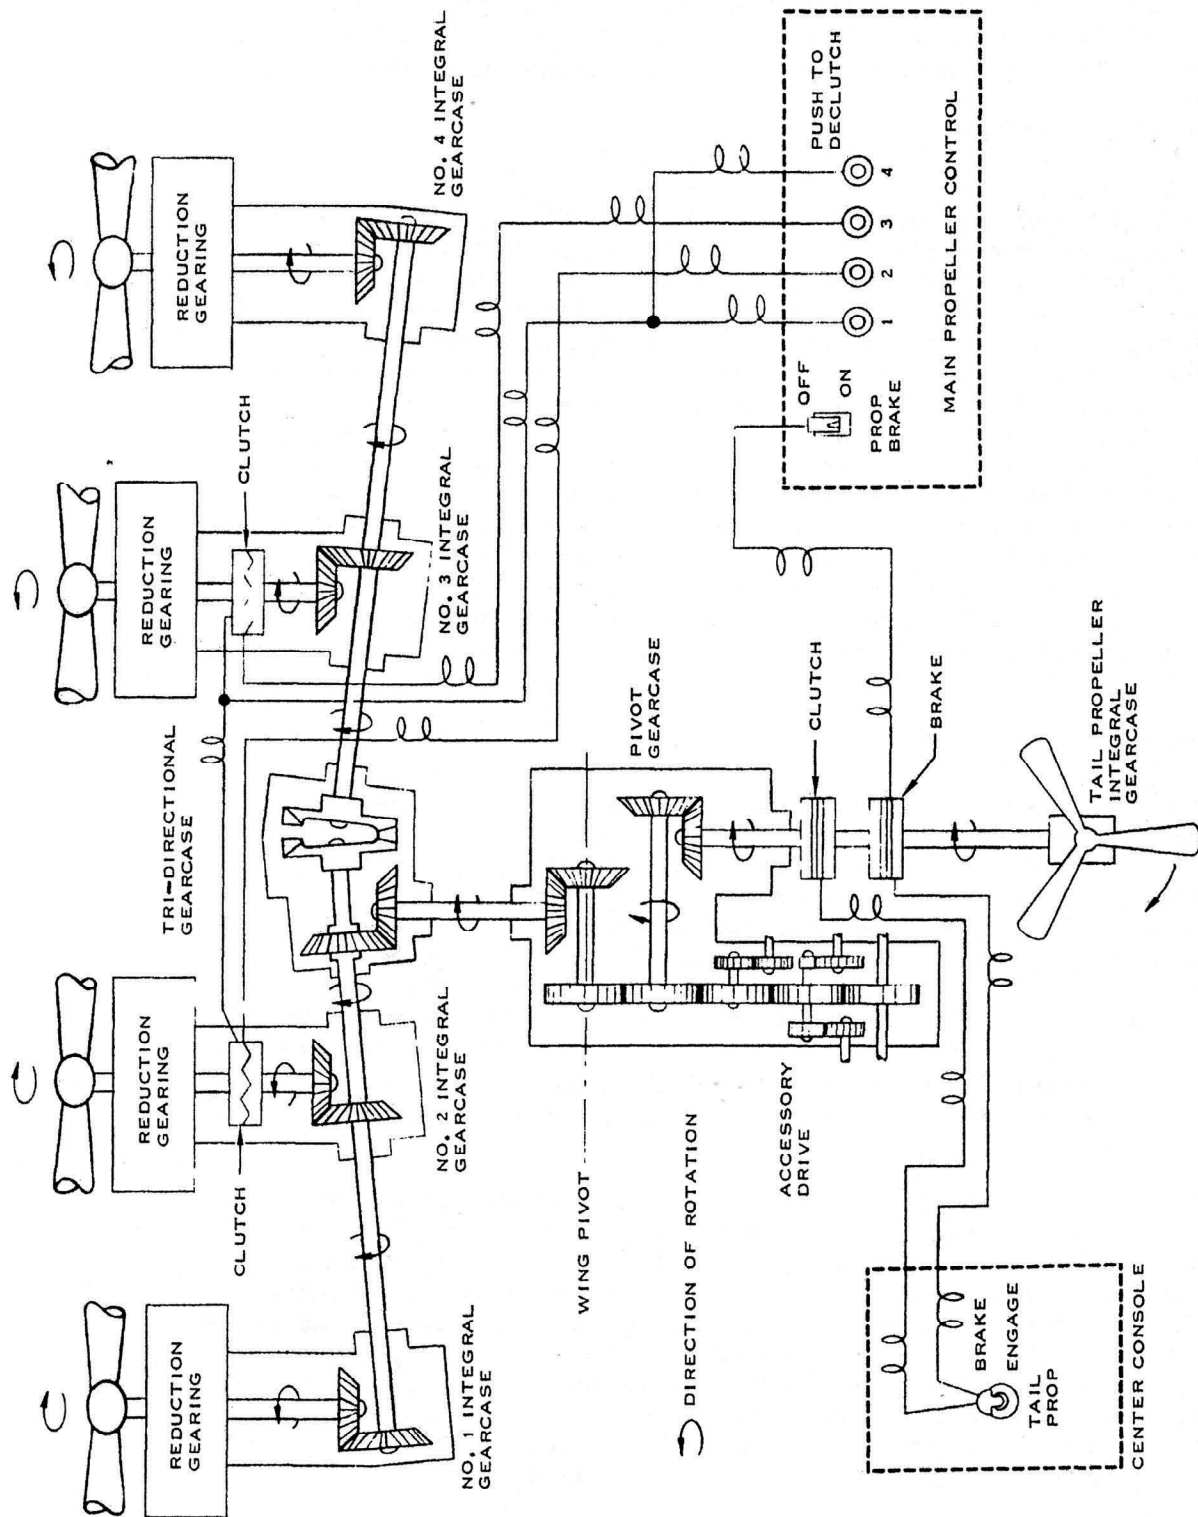 REDUCTION
GEARING
REDUCTION
GEARING
REDUCTION
GEARING
REDUCTION
GEARING
CLUTCH
TRI-DIRECTIONAL
GEARCASE
CLUTCH
NO. 1 INTEGRAL
GEARCASE
NO. 2 INTEGRAL
GEARCASE
NO. 3 INTEGRAL
GEARCASE
NO. 4 INTEGRAL
GEARCASE
WING PIVOT
PIVOT
GEARCASE
DIRECTION OF ROTATION
ACCESSORY
DRIVE
CLUTCH
BRAKE
TAIL PROPELLER
INTEGRAL
GEARCASE
OFF
ON
PROP
BRAKE
PUSH TO
DECLUTCH
1
2
3
4
MAIN PROPELLER CONTROL
BRAKE
ENGAGE
TAIL
PROP
CENTER CONSOLE